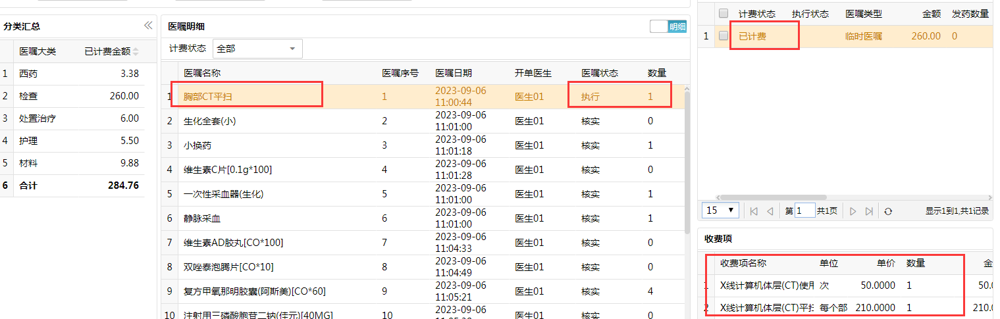 分类汇总
医嘱大类 已计费金额
1 西药 3.38
2 检查 260.00
3 处置治疗 6.00
4 护理 5.50
5 材料 9.88
6 合计 284.76
医嘱明细 明细
计费状态 全部
医嘱名称 医嘱序号 医嘱日期 开单医生 医嘱状态 数量
1 胸部CT平扫 1 2023-09-06 11:00:44 医生01 执行 1
2 生化全套(小) 2 2023-09-06 11:01:00 医生01 核实 0
3 小换药 3 2023-09-06 11:01:18 医生01 核实 1
4 维生素C片[0.1g*100] 4 2023-09-06 11:01:28 医生01 核实 0
5 一次性采血器(生化) 5 2023-09-06 11:01:00 医生01 核实 1
6 静脉采血 6 2023-09-06 11:01:00 医生01 核实 1
7 维生素AD胶丸[CO*100] 7 2023-09-06 11:04:33 医生01 核实 0
8 双唑泰泡腾片[CO*10] 8 2023-09-06 11:04:49 医生01 核实 0
9 复方甲氧那明胶囊(阿斯美)[CO*60] 9 2023-09-06 11:05:21 医生01 核实 4
10 注射用三磷酸胞苷二钠(佳元)[40MG] 10 2023-09-06 医生01 核实 0
计费状态 执行状态 医嘱类型 金额 发药数量
1 已计费 临时医嘱 260.00 0
15 第 1 共1页 显示1到1,共1记录
收费项
收费项名称 单位 单价 数量 金
1 X线计算机体层(CT)使用 次 50.0000 1 50.0
2 X线计算机体层(CT)平扫 每个部 210.0000 1 210.0